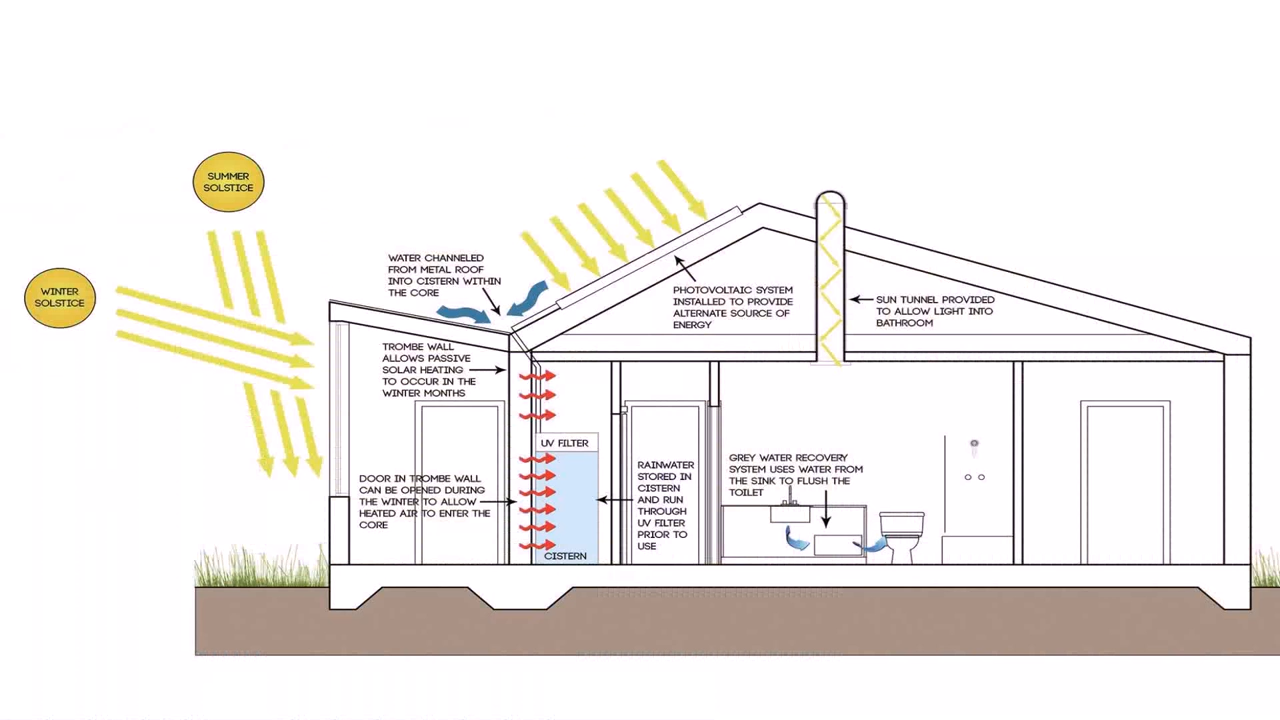 SUMMER
SOLSTICE
WINTER
SOLSTICE
WATER CHANNELED
FROM METAL ROOF
INTO CISTERN WITHIN
THE CORE
PHOTOVOLTAIC SYSTEM
INSTALLED TO PROVIDE
ALTERNATE SOURCE OF
ENERGY
SUN TUNNEL PROVIDED
TO ALLOW LIGHT INTO
BATHROOM
TROMBE WALL
ALLOWS PASSIVE
SOLAR HEATING
TO OCCUR IN THE
WINTER MONTHS
DOOR IN TROMBE WALL
CAN BE OPENED DURING
THE WINTER TO ALLOW
HEATED AIR TO ENTER THE
CORE
UV FILTER
CISTERN
RAINWATER
STORED IN
CISTERN
AND RUN
THROUGH
UV FILTER
PRIOR TO
USE
GREY WATER RECOVERY
SYSTEM USES WATER FROM
THE SINK TO FLUSH THE
TOILET